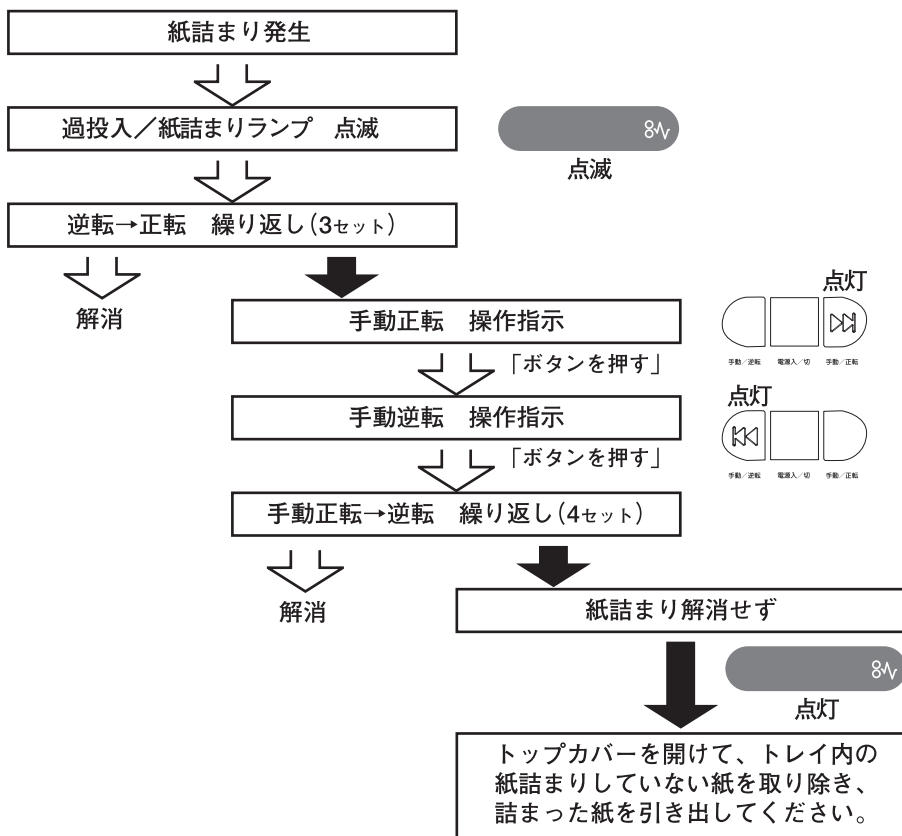 紙詰まり発生
過投入／紙詰まりランプ　点滅
点滅
逆転→正転　繰り返し（3セット）
解消
手動正転　操作指示
点灯
手動／逆転　電源入／切　手動／正転
「ボタンを押す」
手動逆転　操作指示
点灯
手動／逆転　電源入／切　手動／正転
「ボタンを押す」
手動正転→逆転　繰り返し（4セット）
解消
紙詰まり解消せず
点灯
トップカバーを開けて、トレイ内の
紙詰まりしていない紙を取り除き、
詰まった紙を引き出してください。